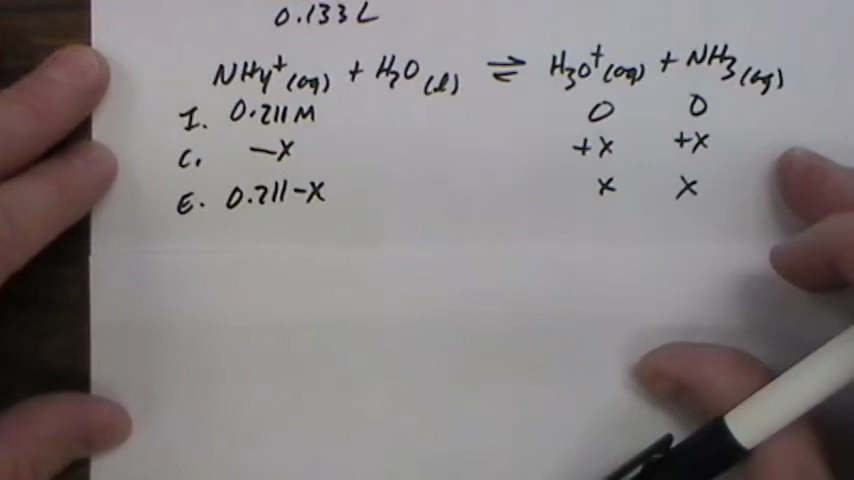 0.133 L
NH4+(aq) + H2O(l) ⇌ H3O+(aq) + NH3(aq)
I. 0.211 M 0 0
C. -x +x +x
E. 0.211-x x x